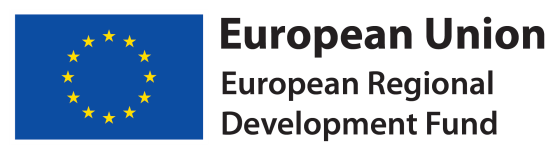 European Union
European Regional
Development Fund